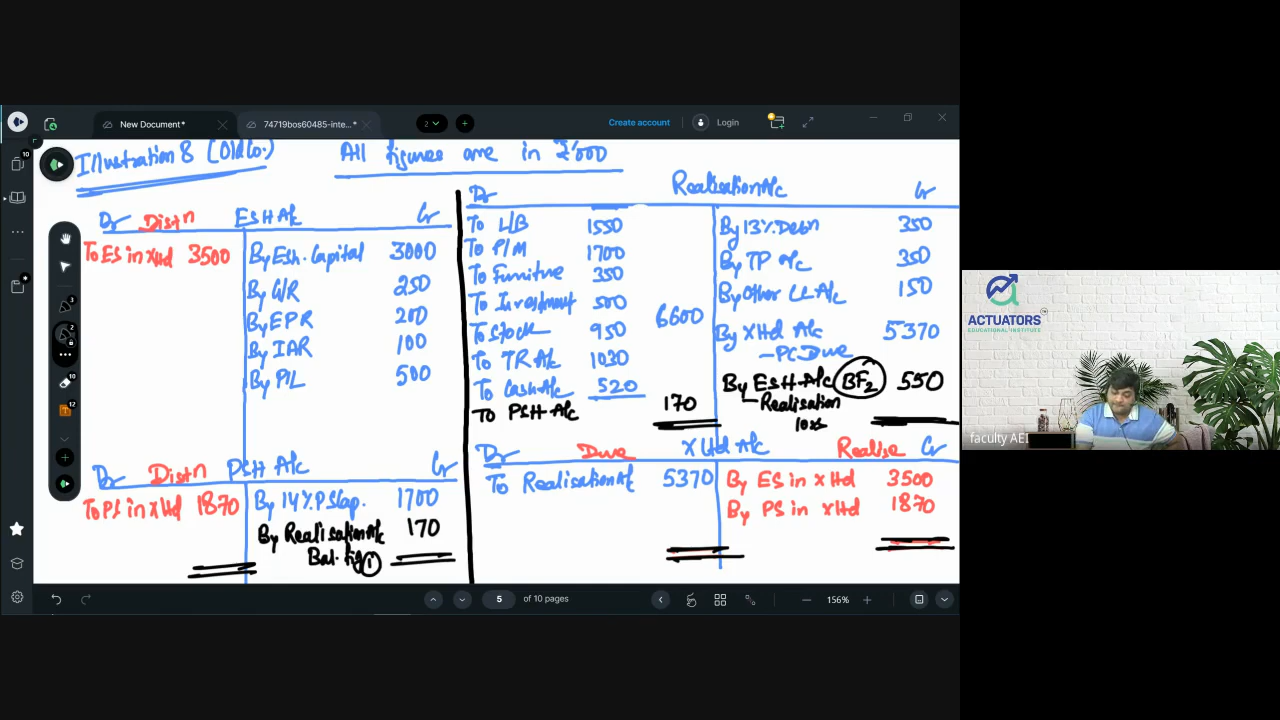 New Document*
74719bos60485-inte...*
2
Create account
Login
Illustration 8 (Old Co.)
All figures are in ₹'000
Dr Distn ESH A/c Cr
To ES in X Ltd 3500
By Esh. Capital 3000
By G/R 250
By EPR 200
By IAR 100
By P/L 500
Dr Distn PSH A/c Cr
To PS in X Ltd 1870
By 14% PS Cap. 1700
By Realisation A/c 170
Bal. fig 1
Dr Realisation A/c Cr
To L/B 1550
To P/M 1700
To Furniture 350
To Investment 500
To Stock 950
To TR A/c 1030
To Cash A/c 520
6600
To PSH A/c 170
By 13% Debn 350
By TP A/c 350
By Other LL A/c 150
By X Ltd A/c 5370
- PC Due
By ESH A/c BF2 550
- Realisation
loss
Dr Due X Ltd A/c Realise Cr
To Realisation A/c 5370
By ES in X Ltd 3500
By PS in X Ltd 1870
5 of 10 pages
156%
ACTUATORS
EDUCATIONAL INSTITUTE
faculty AEI